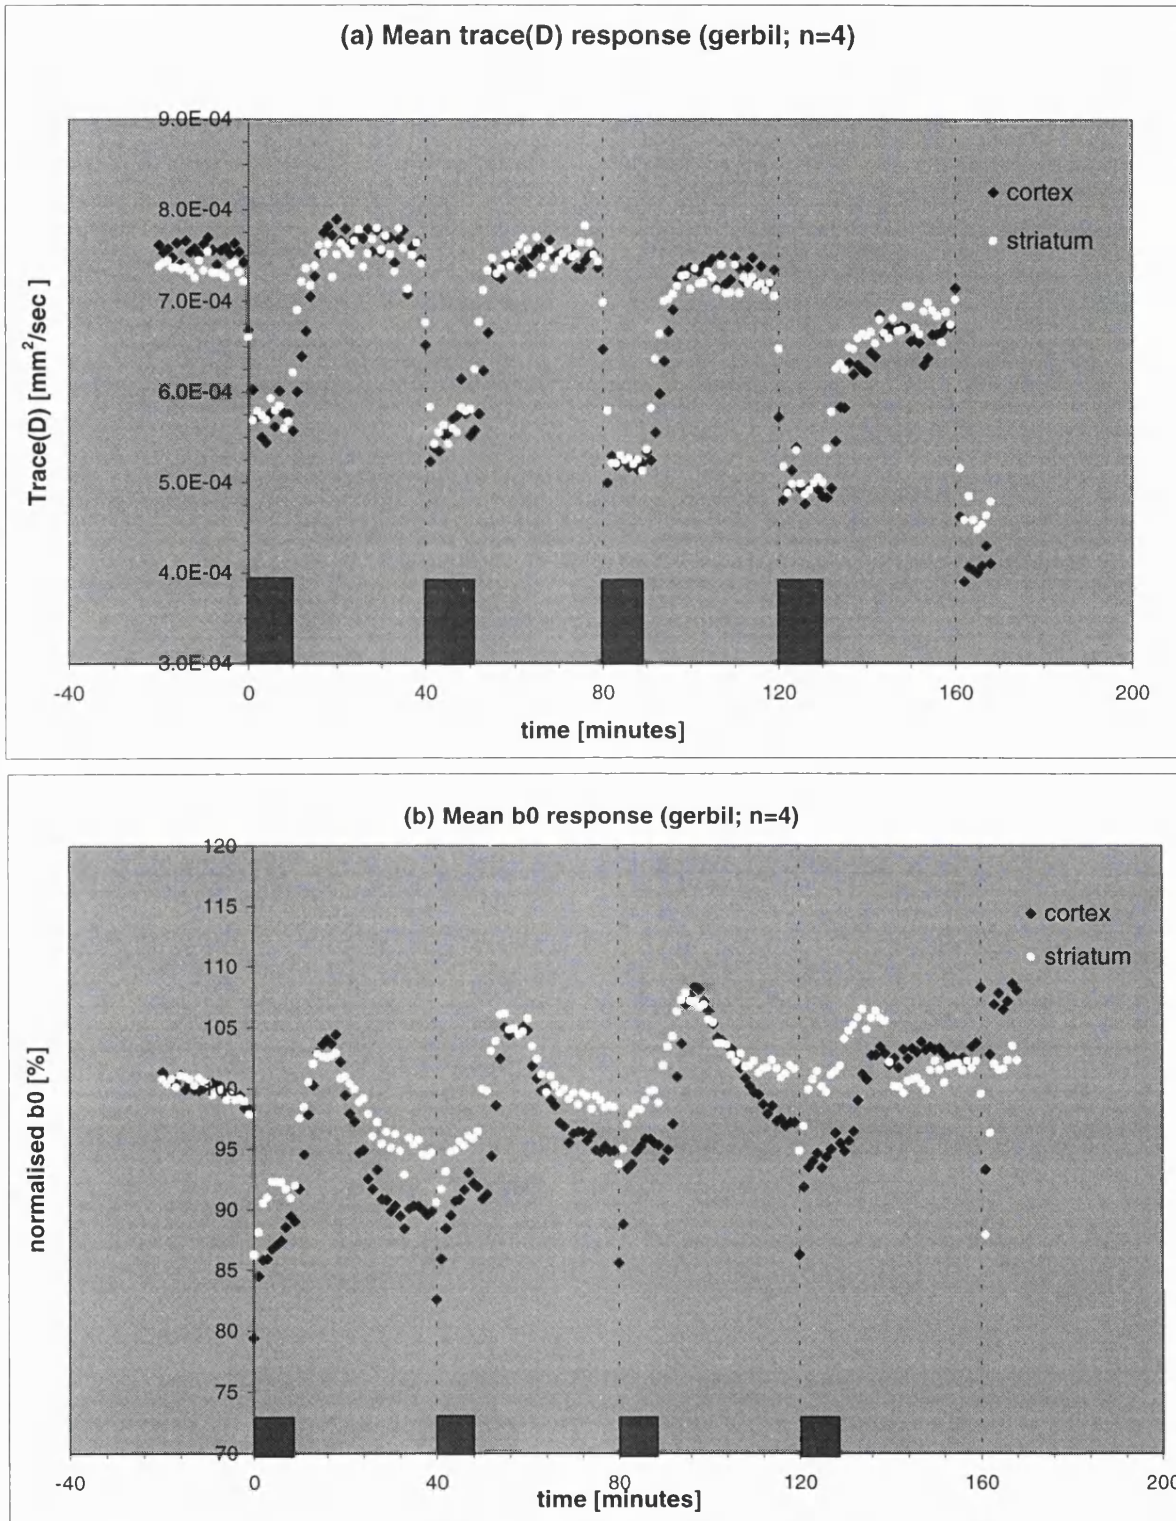 (a) Mean trace(D) response (gerbil; n=4)
9.0E-04
8.0E-04
7.0E-04
6.0E-04
5.0E-04
4.0E-04
3.0E-04
Trace(D) [mm²/sec ]
cortex
striatum
-40
0
40
80
120
160
200
time [minutes]
(b) Mean b0 response (gerbil; n=4)
120
115
110
105
100
95
90
85
80
75
70
normalised b0 [%]
cortex
striatum
-40
0
40
80
120
160
200
time [minutes]